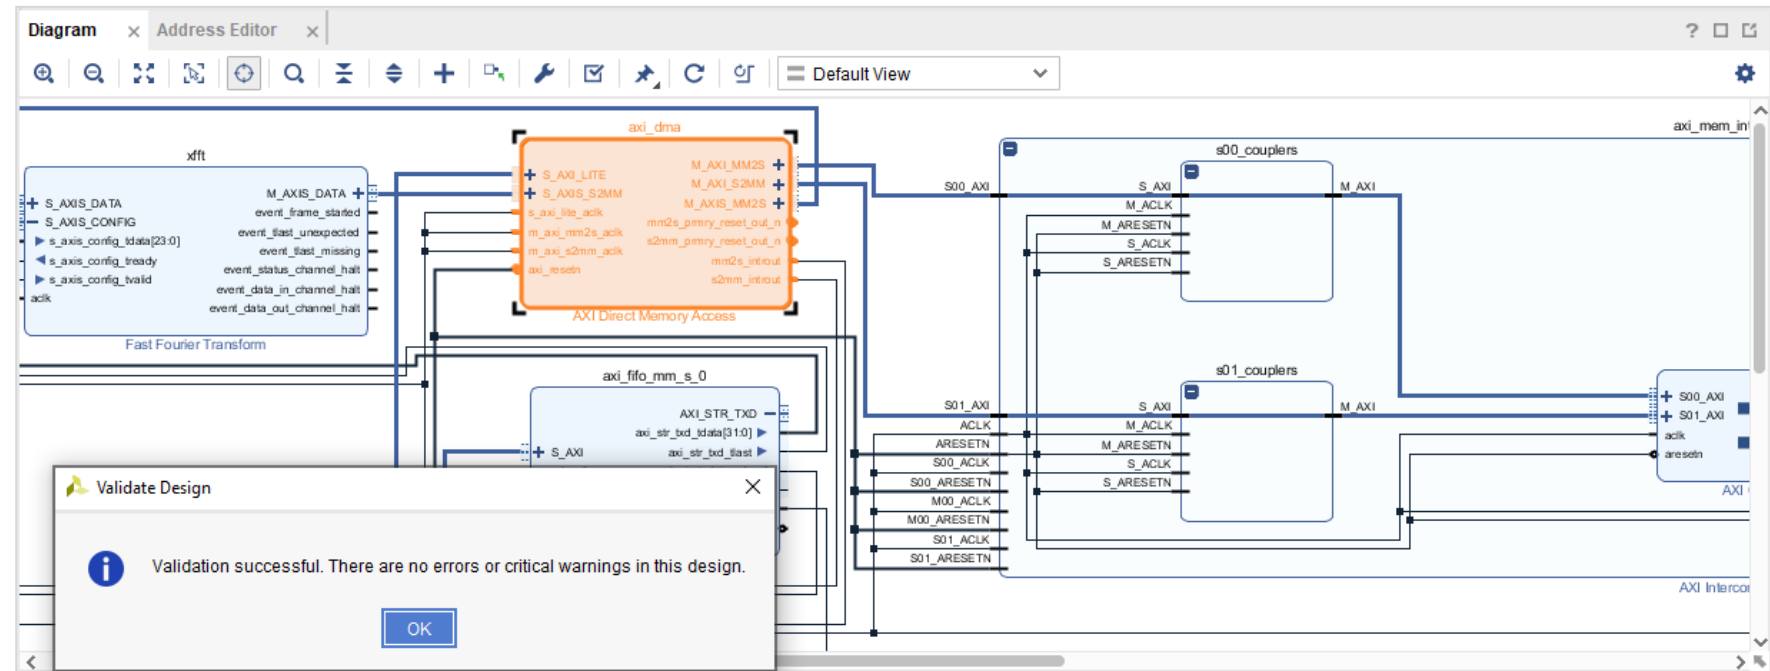 Diagram
Address Editor
Default View
xfft
S_AXIS_DATA
S_AXIS_CONFIG
s_axis_config_tdata[23:0]
s_axis_config_tready
s_axis_config_tvalid
aclk
M_AXIS_DATA
event_frame_started
event_tlast_unexpected
event_tlast_missing
event_status_channel_halt
event_data_in_channel_halt
event_data_out_channel_halt
Fast Fourier Transform
axi_dma
S_AXI_LITE
S_AXIS_S2MM
s_axi_lite_aclk
m_axi_mm2s_aclk
m_axi_s2mm_aclk
axi_resetn
M_AXI_MM2S
M_AXI_S2MM
M_AXIS_MM2S
mm2s_prmry_reset_out_n
s2mm_prmry_reset_out_n
mm2s_introut
s2mm_introut
AXI Direct Memory Access
axi_fifo_mm_s_0
S_AXI
AXI_STR_TXD
axi_str_txd_tdata[31:0]
axi_str_txd_tlast
axi_mem_in
S00_AXI
S01_AXI
ACLK
ARESETN
S00_ACLK
S00_ARESETN
M00_ACLK
M00_ARESETN
S01_ACLK
S01_ARESETN
s00_couplers
S_AXI
M_ACLK
M_ARESETN
S_ACLK
S_ARESETN
M_AXI
s01_couplers
S_AXI
M_ACLK
M_ARESETN
S_ACLK
S_ARESETN
M_AXI
S00_AXI
S01_AXI
aclk
aresetn
AXI
AXI Interco
Validate Design
Validation successful. There are no errors or critical warnings in this design.
OK